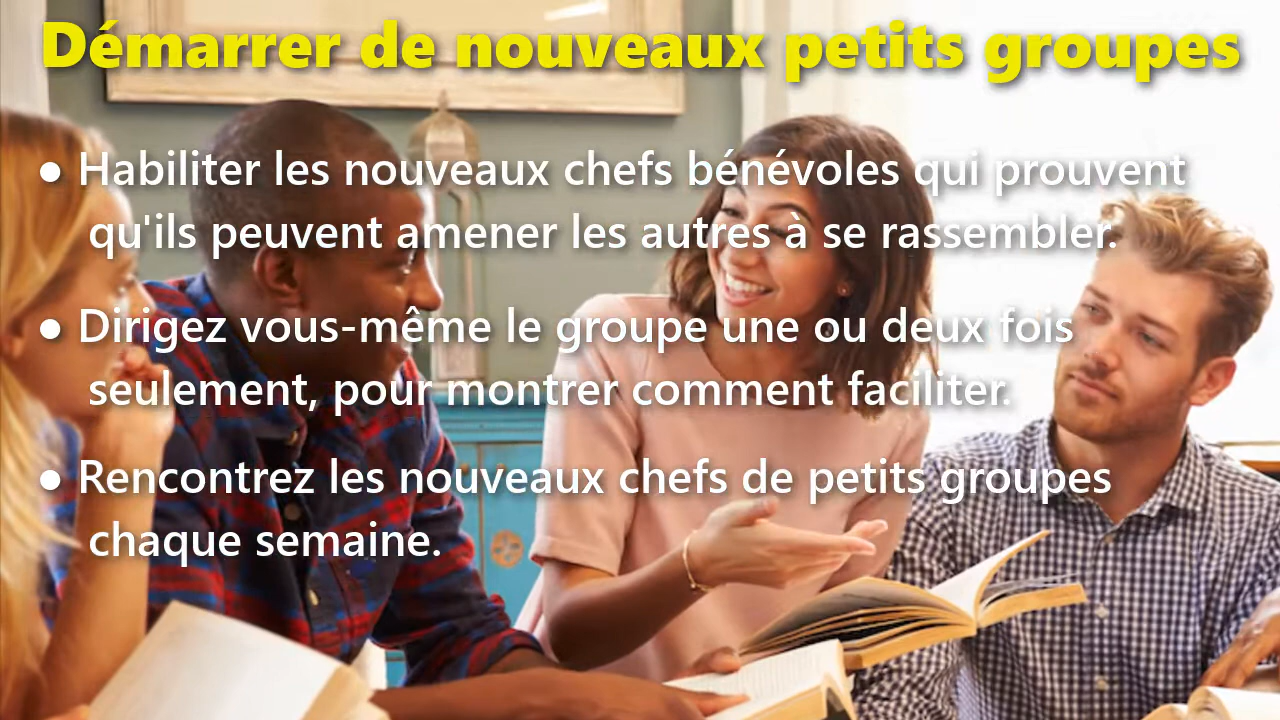 Démarrer de nouveaux petits groupes
● Habiliter les nouveaux chefs bénévoles qui prouvent
qu'ils peuvent amener les autres à se rassembler.
● Dirigez vous-même le groupe une ou deux fois
seulement, pour montrer comment faciliter.
● Rencontrez les nouveaux chefs de petits groupes
chaque semaine.